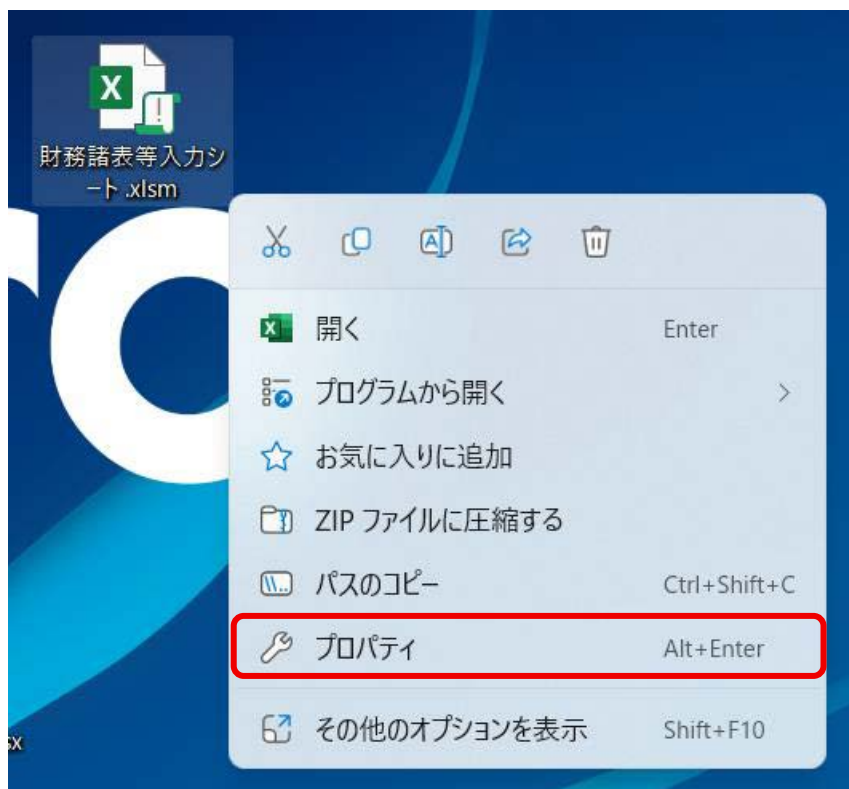 財務諸表等入力シ
ート .xlsm
開く Enter
プログラムから開く
お気に入りに追加
ZIP ファイルに圧縮する
パスのコピー Ctrl+Shift+C
プロパティ Alt+Enter
その他のオプションを表示 Shift+F10
sx